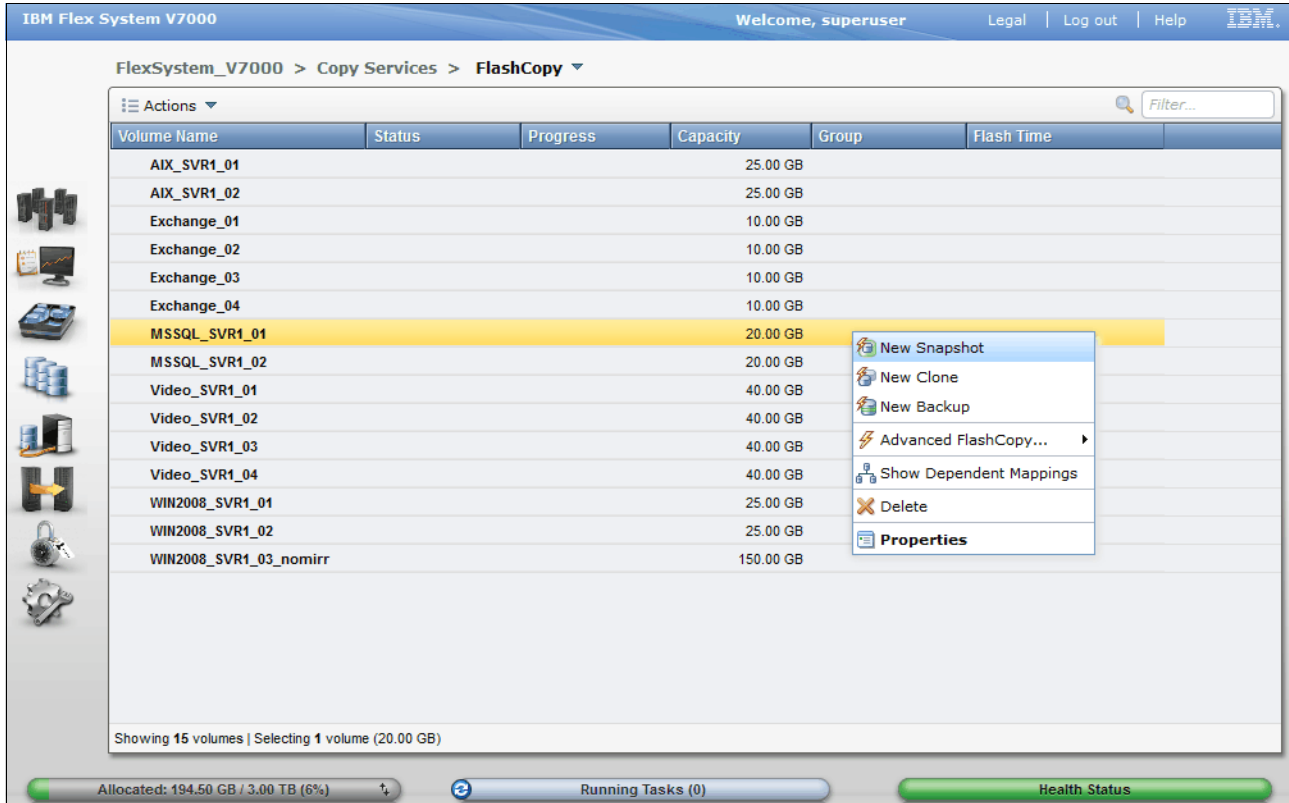 IBM Flex System V7000
Welcome, superuser
Legal | Log out | Help
IBM.
FlexSystem_V7000 > Copy Services > FlashCopy
Actions
Filter...
Volume Name Status Progress Capacity Group Flash Time
AIX_SVR1_01 25.00 GB
AIX_SVR1_02 25.00 GB
Exchange_01 10.00 GB
Exchange_02 10.00 GB
Exchange_03 10.00 GB
Exchange_04 10.00 GB
MSSQL_SVR1_01 20.00 GB
MSSQL_SVR1_02 20.00 GB
Video_SVR1_01 40.00 GB
Video_SVR1_02 40.00 GB
Video_SVR1_03 40.00 GB
Video_SVR1_04 40.00 GB
WIN2008_SVR1_01 25.00 GB
WIN2008_SVR1_02 25.00 GB
WIN2008_SVR1_03_nomirr 150.00 GB
New Snapshot
New Clone
New Backup
Advanced FlashCopy...
Show Dependent Mappings
Delete
Properties
Showing 15 volumes | Selecting 1 volume (20.00 GB)
Allocated: 194.50 GB / 3.00 TB (6%)
Running Tasks (0)
Health Status